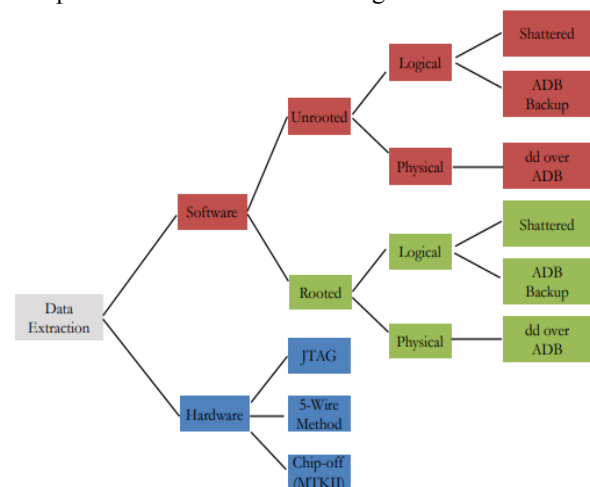 Shattered
Logical
ADB
Backup
Unrooted
Physical
dd over
ADB
Software
Shattered
Logical
ADB
Backup
Rooted
Data
Extraction
Physical
dd over
ADB
JTAG
Hardware
5-Wire
Method
Chip-off
(MTKII)